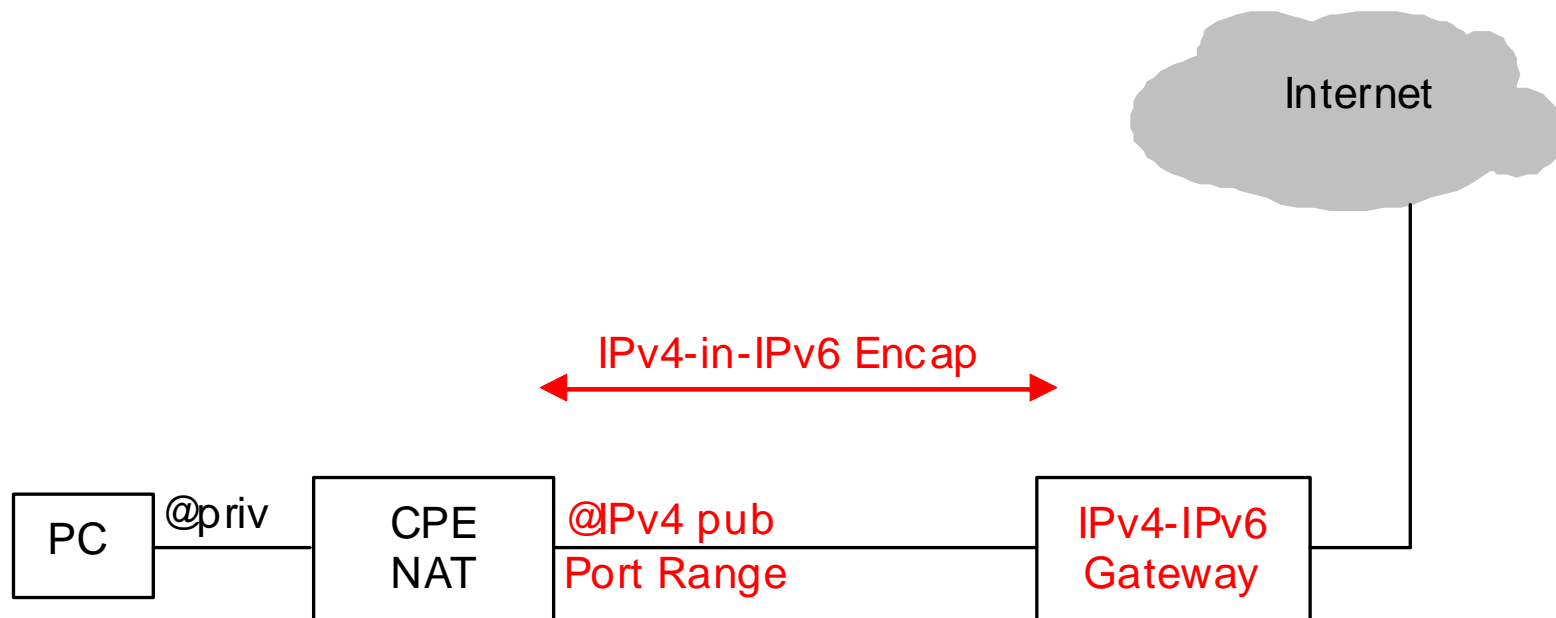 Internet
IPv4-in-IPv6 Encap
PC
@priv
CPE
NAT
@IPv4 pub
Port Range
IPv4-IPv6
Gateway